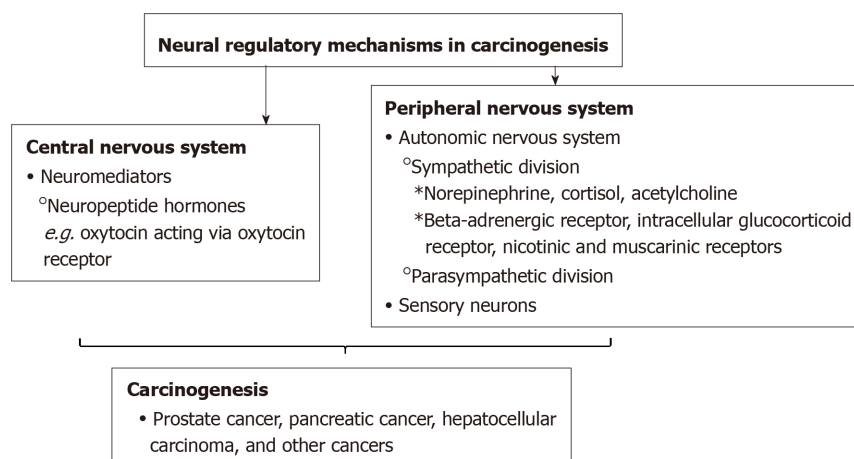 Neural regulatory mechanisms in carcinogenesis
Central nervous system
• Neuromediators
○Neuropeptide hormones
e.g. oxytocin acting via oxytocin
receptor
Peripheral nervous system
• Autonomic nervous system
○Sympathetic division
*Norepinephrine, cortisol, acetylcholine
*Beta-adrenergic receptor, intracellular glucocorticoid
receptor, nicotinic and muscarinic receptors
○Parasympathetic division
• Sensory neurons
Carcinogenesis
• Prostate cancer, pancreatic cancer, hepatocellular
carcinoma, and other cancers